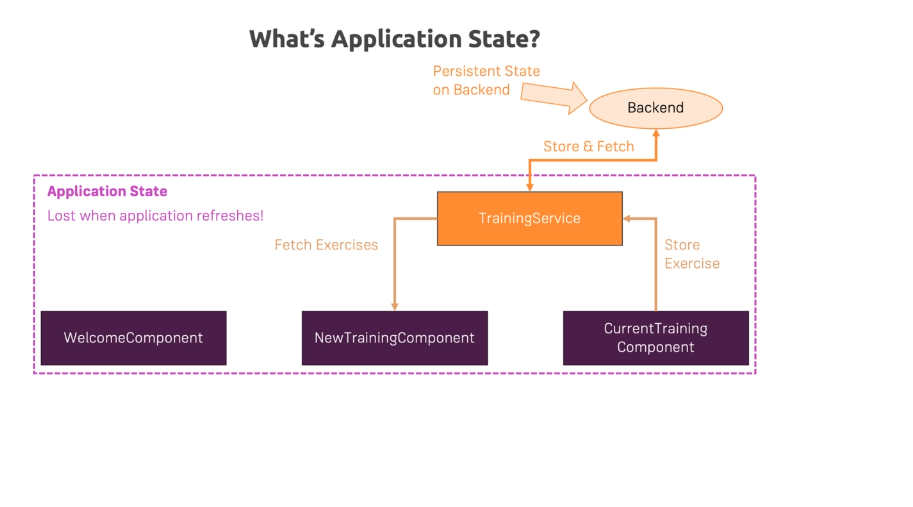 What's Application State?
Persistent State
on Backend
Backend
Store & Fetch
Application State
Lost when application refreshes!
TrainingService
Fetch Exercises
Store
Exercise
WelcomeComponent
NewTrainingComponent
CurrentTraining
Component